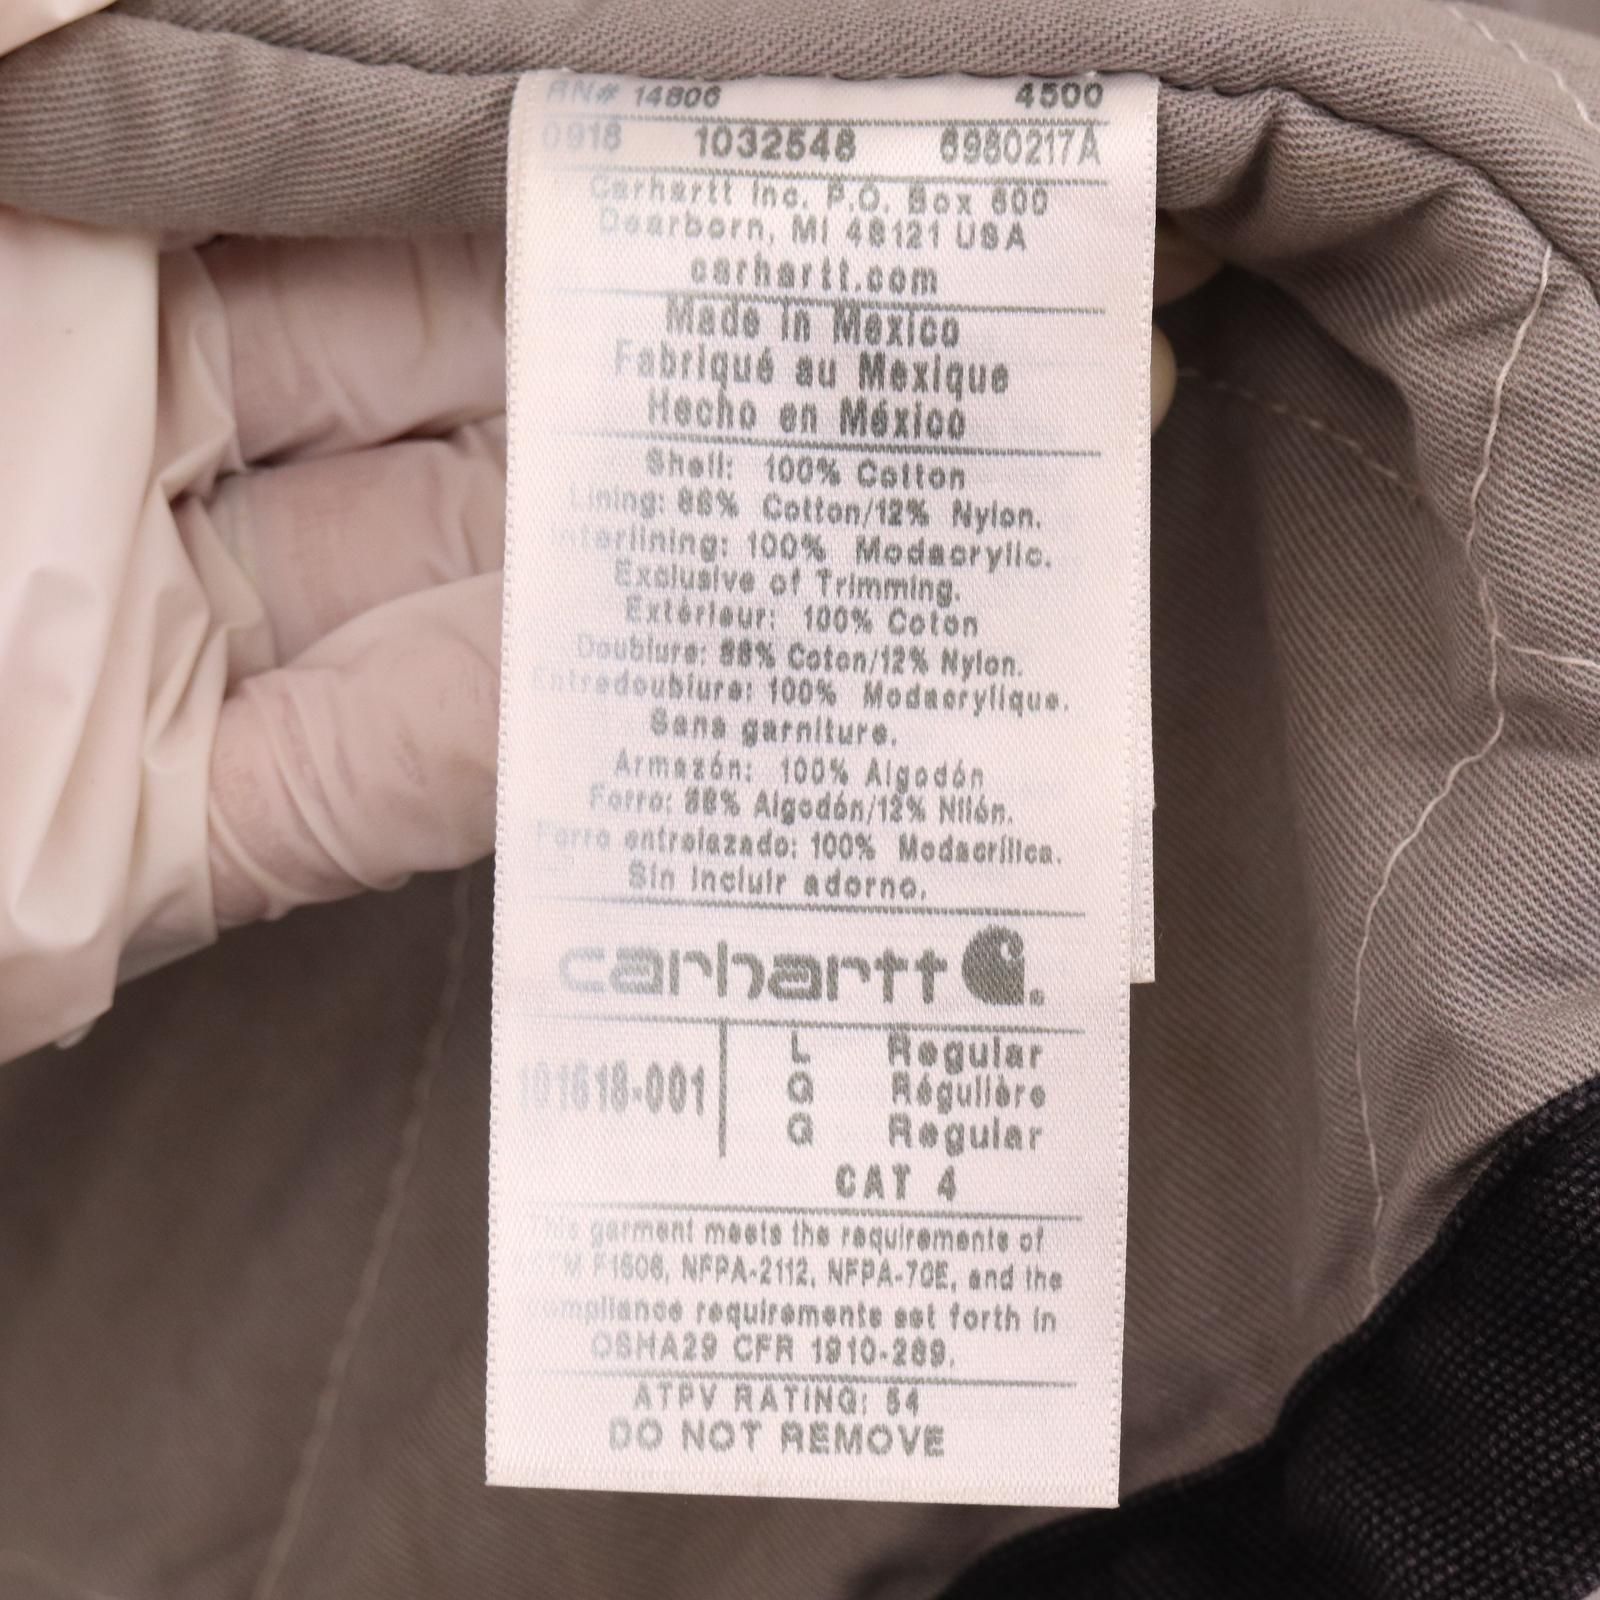 RN# 14806 4500
0918 1032548 6980217A
Carhartt Inc. P.O. Box 600
Dearborn, MI 48121 USA
carhartt.com
Made in Mexico
Fabriqué au Mexique
Hecho en México
Shell: 100% Cotton
Lining: 88% Cotton/12% Nylon.
Interlining: 100% Modacrylic.
Exclusive of Trimming.
Extérieur: 100% Coton
Doublure: 88% Coton/12% Nylon.
Entredoublure: 100% Modacrylique.
Sans garniture.
Armazón: 100% Algodón
Forro: 88% Algodón/12% Nilón.
Forro entrelazado: 100% Modacrílica.
Sin incluir adorno.
carhartt
101618-001
L Regular
G Régulière
G Regular
CAT 4
This garment meets the requirements of
ASTM F1506, NFPA-2112, NFPA-70E, and the
compliance requirements set forth in
OSHA29 CFR 1910-269.
ATPV RATING: 54
DO NOT REMOVE